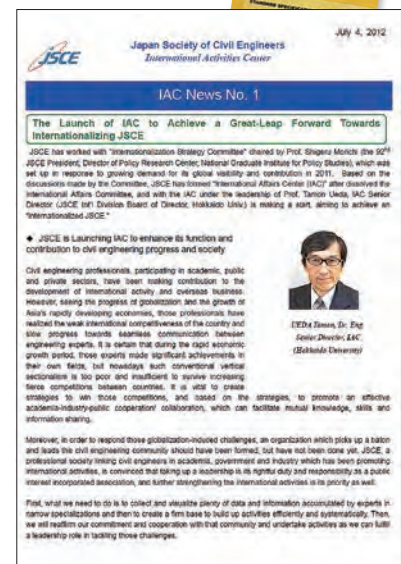 July 4, 2012
JSCE
Japan Society of Civil Engineers
International Activities Center
IAC News No. 1
The Launch of IAC to Achieve a Great-Leap Forward Towards
Internationalizing JSCE
JSCE has worked with "Internationalization Strategy Committee" chaired by Prof. Shigeru Morichi (the 92nd
JSCE President, Director of Policy Research Center, National Graduate Institute for Policy Studies), which was
set up in response to growing demand for its global visibility and contribution in 2011. Based on the
discussions made by the Committee, JSCE has formed "International Affairs Center (IAC)" after dissolved the
International Affairs Committee, and with the IAC under the leadership of Prof. Tamon Ueda, IAC Senior
Director (JSCE Int'l Division Board of Director, Hokkaido Univ.) is making a start, aiming to achieve an
"Internationalized JSCE."
◆ JSCE is Launching IAC to enhance its function and
contribution to civil engineering progress and society
Civil engineering professionals, participating in academic, public
and private sectors, have been making contribution to the
development of international activity and overseas business.
However, seeing the progress of globalization and the growth of
Asia's rapidly developing economies, those professionals have
realized the weak international competitiveness of the country and
slow progress towards seamless communication between
engineering experts. It is certain that during the rapid economic
growth period, those experts made significant achievements in
their own fields, but nowadays such conventional vertical
sectionalism is too poor and insufficient to survive increasing
fierce competitions between countries. It is vital to create
strategies to win those competitions, and based on the strategies, to promote an effective
academia-industry-public cooperation/ collaboration, which can facilitate mutual knowledge, skills and
information sharing.
UEDA Tamon, Dr. Eng
Senior Director, IAC
(Hokkaido University)
Moreover, in order to respond those globalization-induced challenges, an organization which picks up a baton
and leads the civil engineering community should have been formed, but have not been done yet. JSCE, a
professional society linking civil engineers in academia, government and industry which has been promoting
international activities, is convinced that taking up a leadership is its rightful duty and responsibility as a public
interest incorporated association, and further strengthening the international activities is its priority as well.
First, what we need to do is to collect and visualize plenty of data and information accumulated by experts in
narrow specializations and then to create a firm base to build up activities efficiently and systematically. Then,
we will reaffirm our commitment and cooperation with that community and undertake activities as we can fulfil
a leadership role in tackling those challenges.